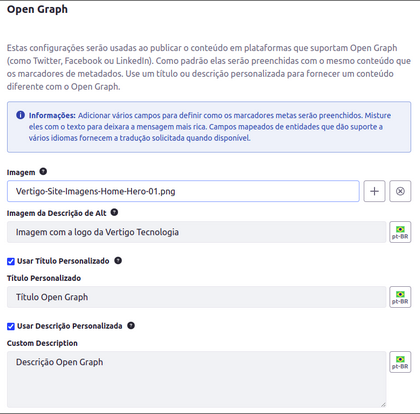 Open Graph
Estas configurações serão usadas ao publicar o conteúdo em plataformas que suportam Open Graph
(como Twitter, Facebook ou LinkedIn). Como padrão elas serão preenchidas com o mesmo conteúdo que
os marcadores de metadados. Use um título ou descrição personalizada para fornecer um conteúdo
diferente com o Open Graph.
Informações: Adicionar vários campos para definir como os marcadores metas serão preenchidos. Misture
eles com o texto para deixara a mensagem mais rica. Campos mapeados de entidades que dão suporte a
vários idiomas fornecem a tradução solicitada quando disponível.
Imagem
Vertigo-Site-Imagens-Home-Hero-01.png
Imagem da Descrição de Alt
Imagem com a logo da Vertigo Tecnologia
pt-BR
Usar Título Personalizado
Título Personalizado
Título Open Graph
pt-BR
Usar Descrição Personalizada
Custom Description
Descrição Open Graph
pt-BR